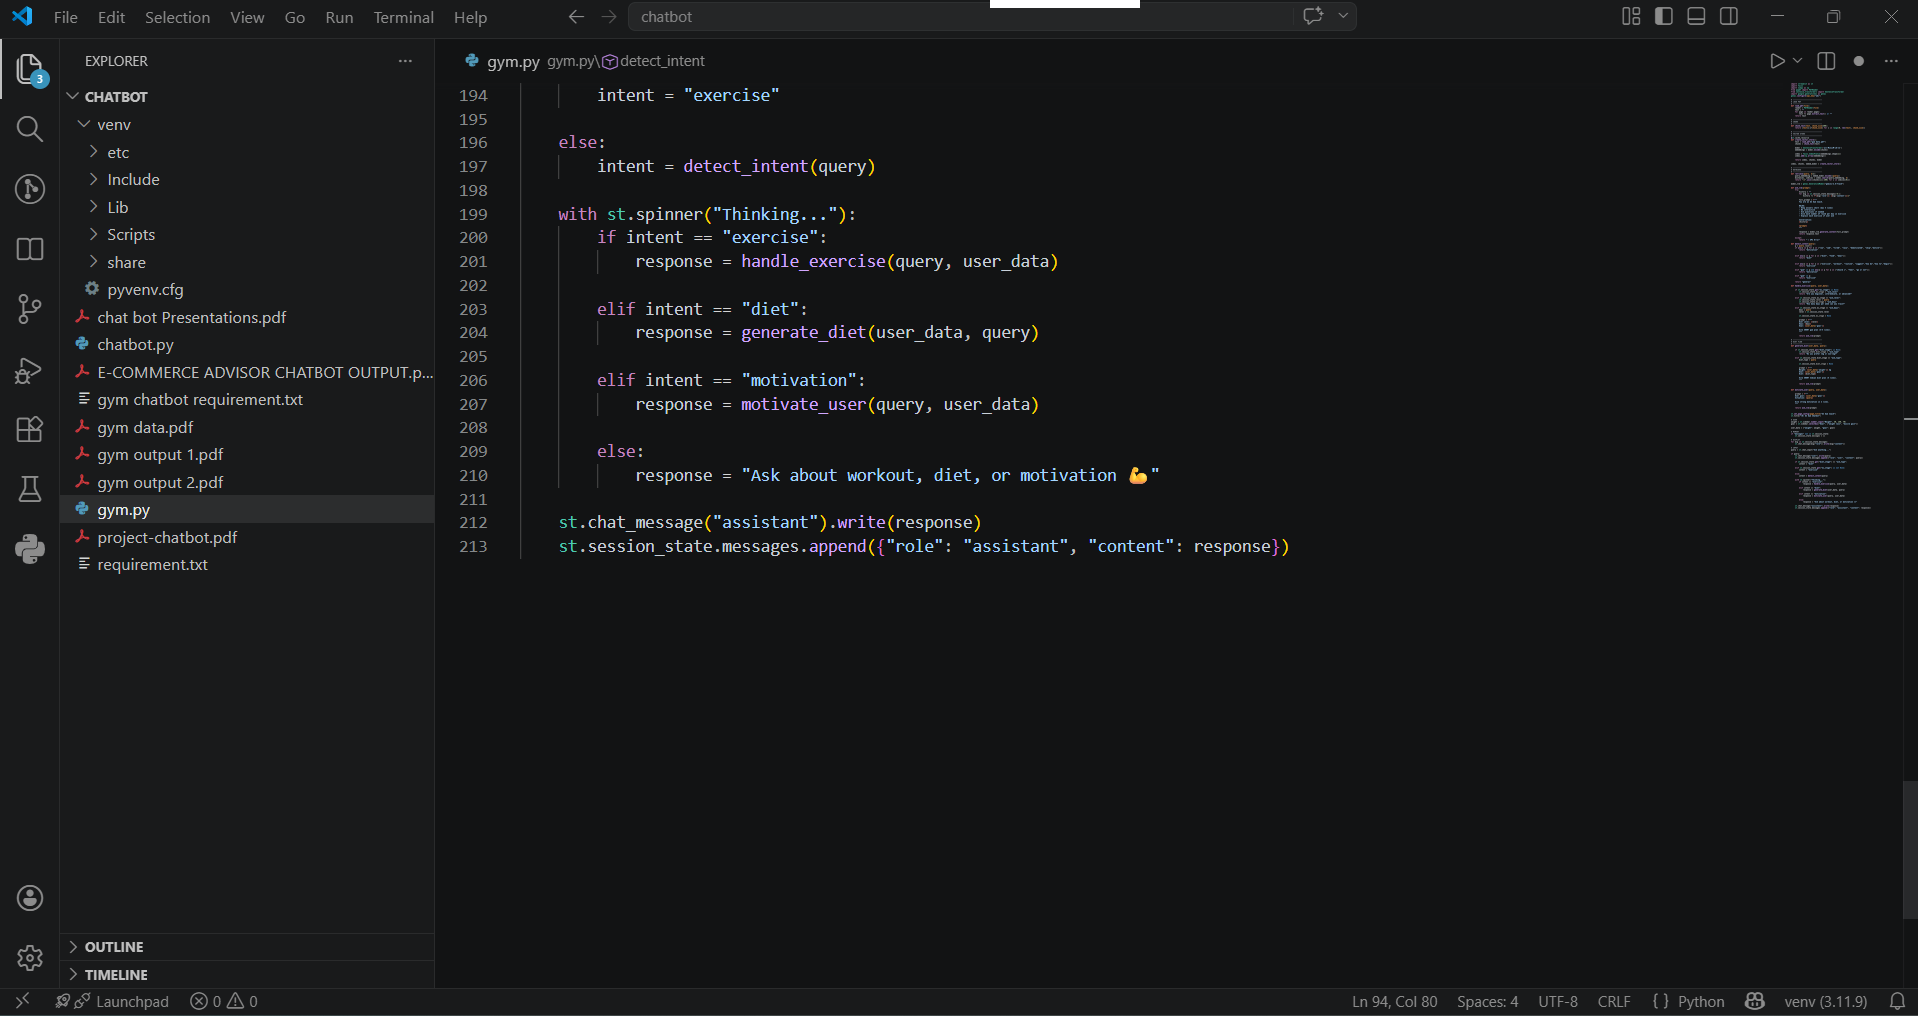 File Edit Selection View Go Run Terminal Help
chatbot
EXPLORER
3
CHATBOT
venv
etc
Include
Lib
Scripts
share
pyvenv.cfg
chat bot Presentations.pdf
chatbot.py
E-COMMERCE ADVISOR CHATBOT OUTPUT.p...
gym chatbot requirement.txt
gym data.pdf
gym output 1.pdf
gym output 2.pdf
gym.py
project-chatbot.pdf
requirement.txt
OUTLINE
TIMELINE
gym.py gym.py\detect_intent
194 intent = "exercise"
195
196 else:
197 intent = detect_intent(query)
198
199 with st.spinner("Thinking..."):
200 if intent == "exercise":
201 response = handle_exercise(query, user_data)
202
203 elif intent == "diet":
204 response = generate_diet(user_data, query)
205
206 elif intent == "motivation":
207 response = motivate_user(query, user_data)
208
209 else:
210 response = "Ask about workout, diet, or motivation 💪"
211
212 st.chat_message("assistant").write(response)
213 st.session_state.messages.append({"role": "assistant", "content": response})
Launchpad 0 0 Ln 94, Col 80 Spaces: 4 UTF-8 CRLF {} Python venv (3.11.9)